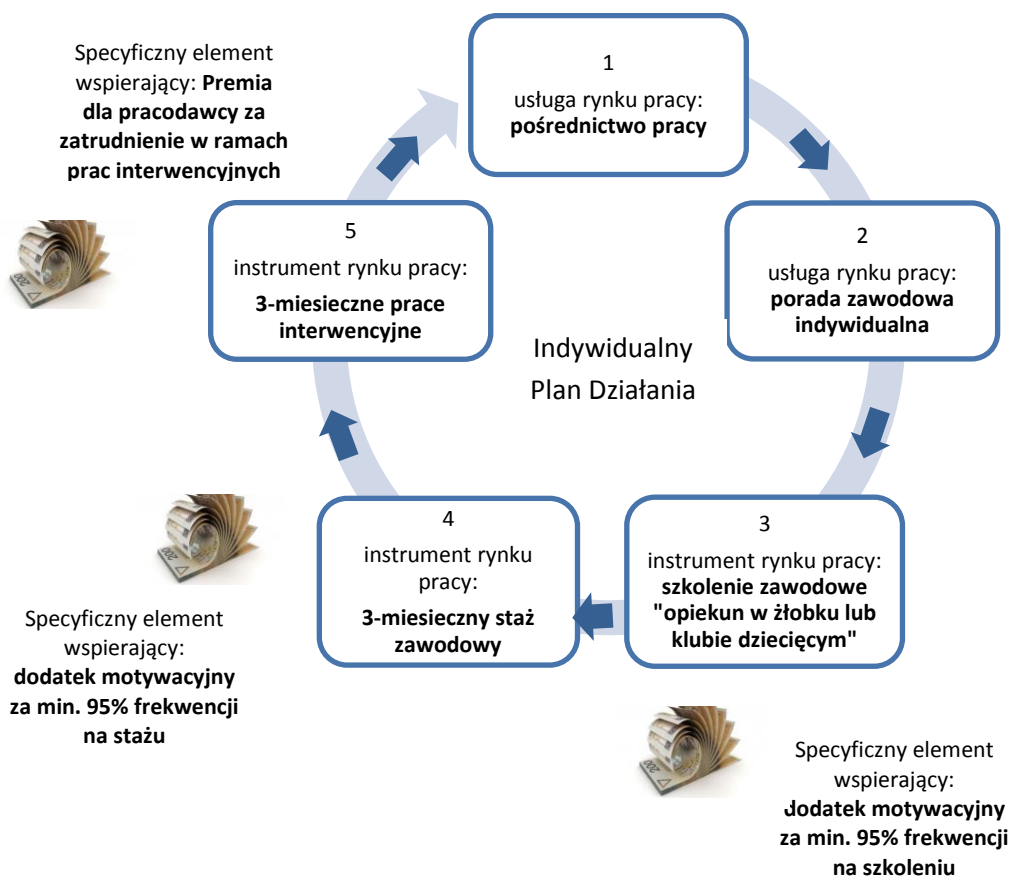 Specyficzny element
wspierający: Premia
dla pracodawcy za
zatrudnienie w ramach
prac interwencyjnych
1
usługa rynku pracy:
pośrednictwo pracy
2
usługa rynku pracy:
porada zawodowa
indywidualna
5
instrument rynku pracy:
3-miesieczne prace
interwencyjne
Indywidualny
Plan Działania
4
instrument rynku
pracy:
3-miesieczny staż
zawodowy
3
instrument rynku pracy:
szkolenie zawodowe
"opiekun w żłobku lub
klubie dziecięcym"
Specyficzny element
wspierający:
dodatek motywacyjny
za min. 95% frekwencji
na stażu
Specyficzny element
wspierający:
dodatek motywacyjny
za min. 95% frekwencji
na szkoleniu
200
200
200